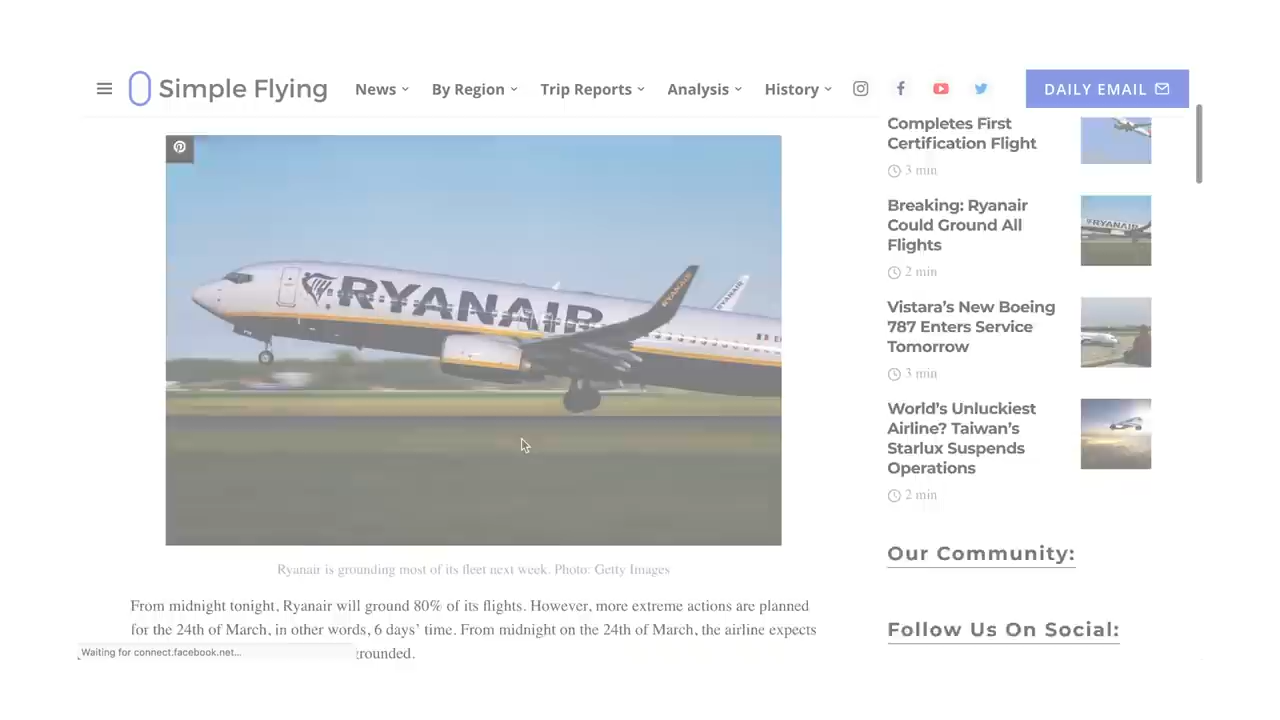 Simple Flying
News
By Region
Trip Reports
Analysis
History
DAILY EMAIL
RYANAIR
RYANAIR
RYANAIR
Ryanair is grounding most of its fleet next week. Photo: Getty Images
From midnight tonight, Ryanair will ground 80% of its flights. However, more extreme actions are planned
for the 24th of March, in other words, 6 days’ time. From midnight on the 24th of March, the airline expects
grounded.
Waiting for connect.facebook.net...
Completes First
Certification Flight
3 min
Breaking: Ryanair
Could Ground All
Flights
RYANAIR
2 min
Vistara’s New Boeing
787 Enters Service
Tomorrow
3 min
World’s Unluckiest
Airline? Taiwan’s
Starlux Suspends
Operations
2 min
Our Community:
Follow Us On Social: